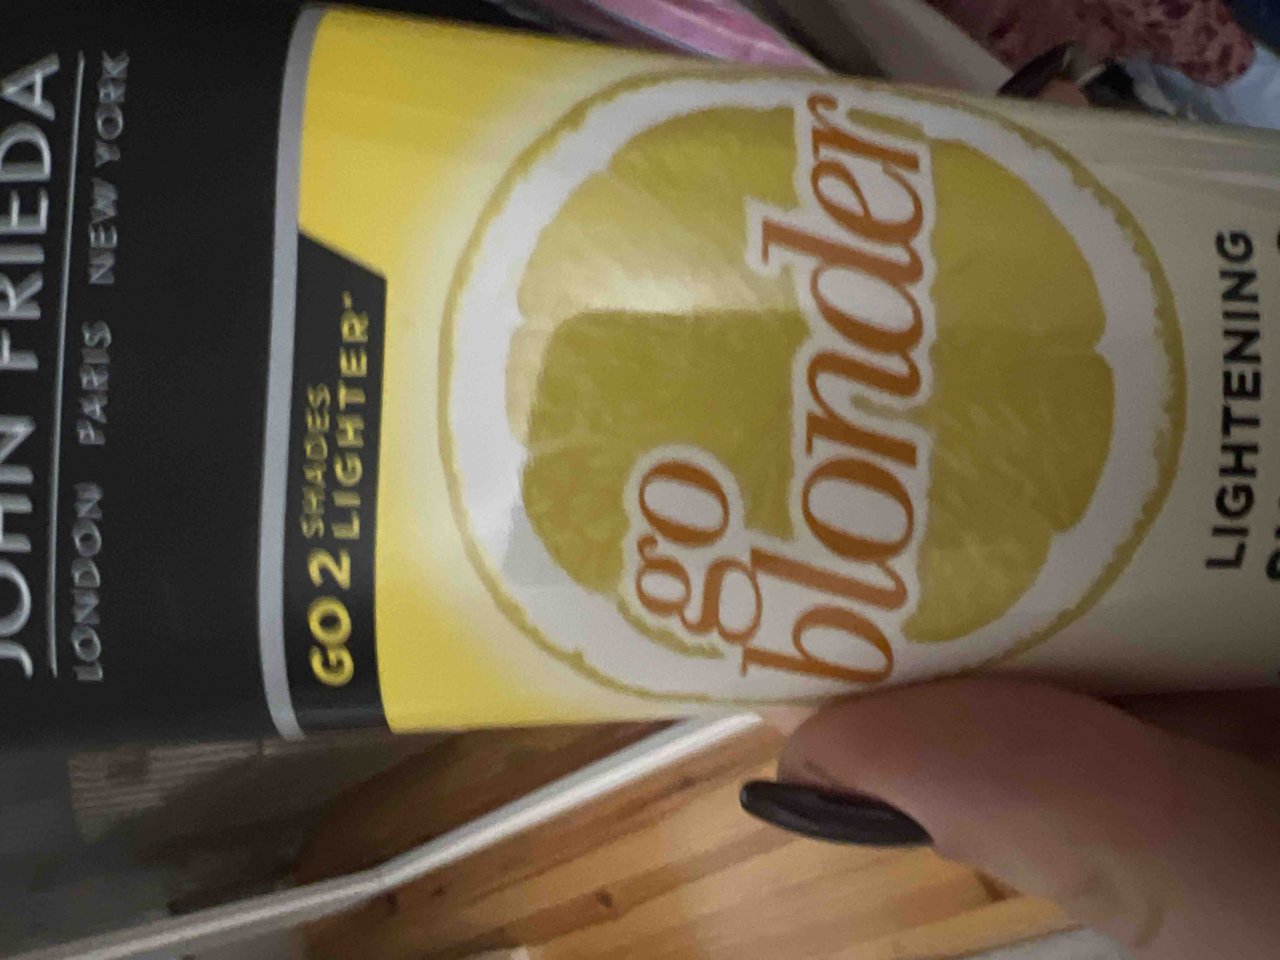 JOHN FRIEDA
LONDON PARIS NEW YORK
GO 2 SHADES
LIGHTER*
go
blonder
LIGHTENING